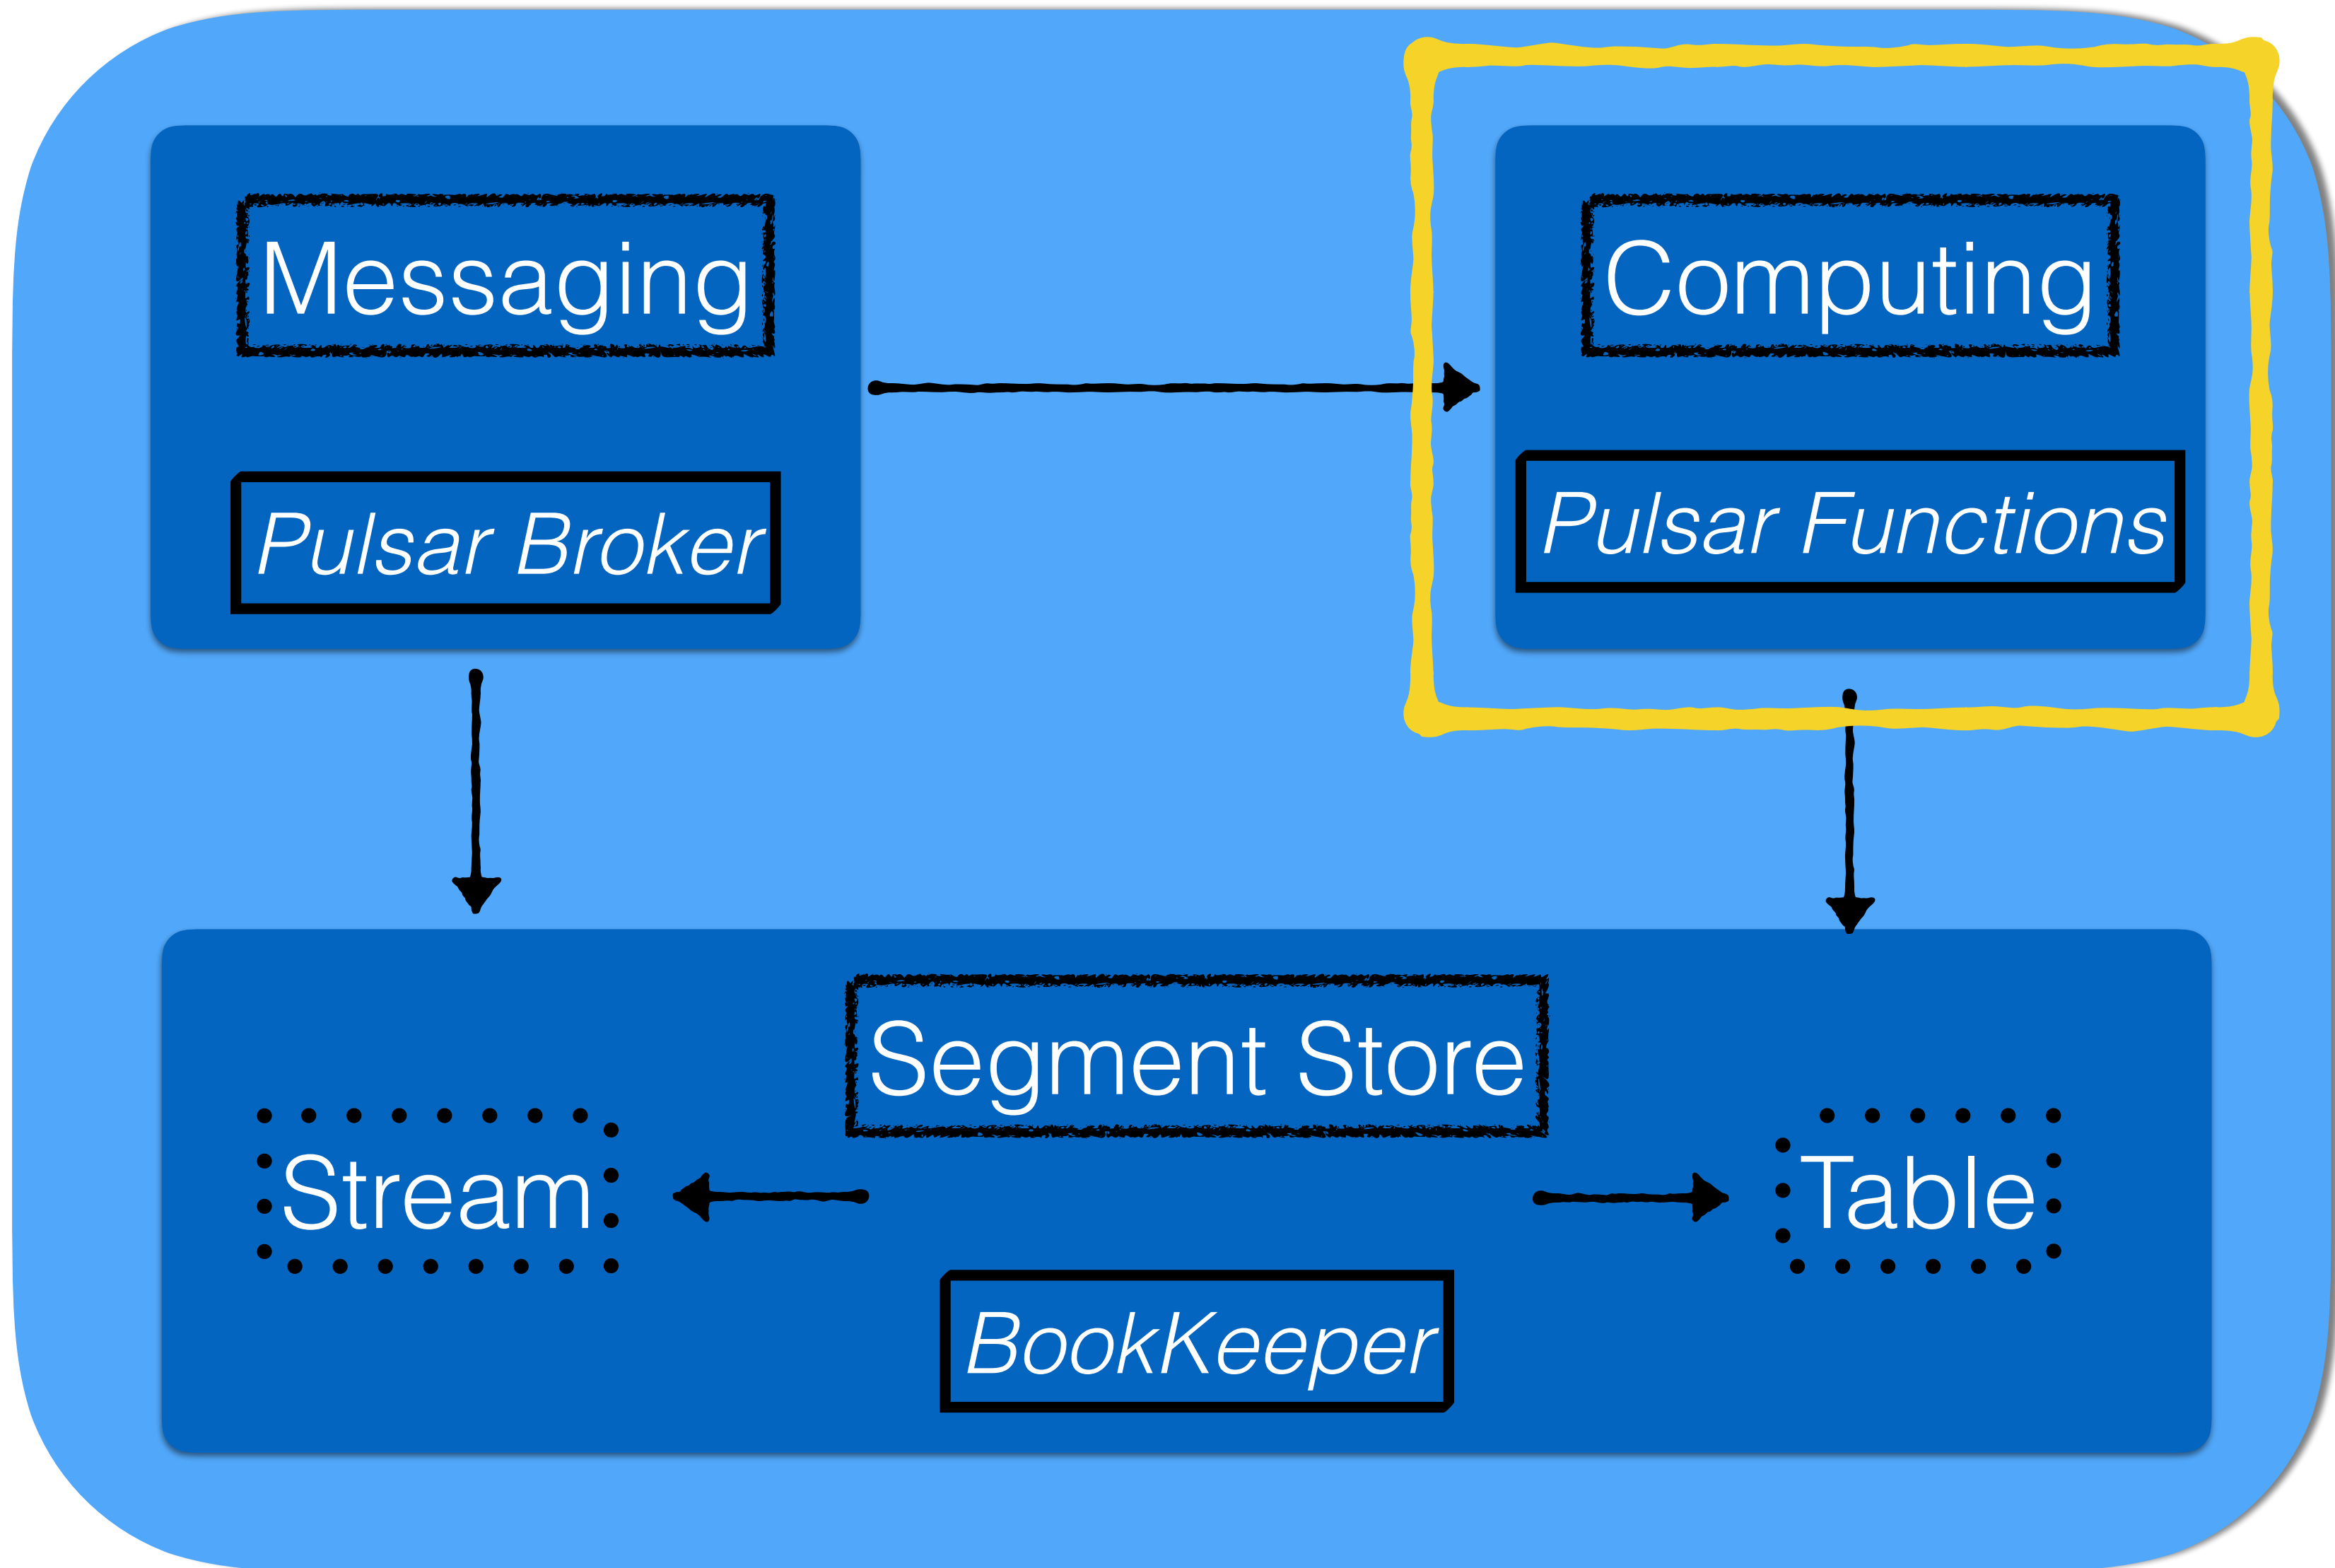 Messaging
Computing
Pulsar Broker
Pulsar Functions
Segment Store
Stream
Table
BookKeeper